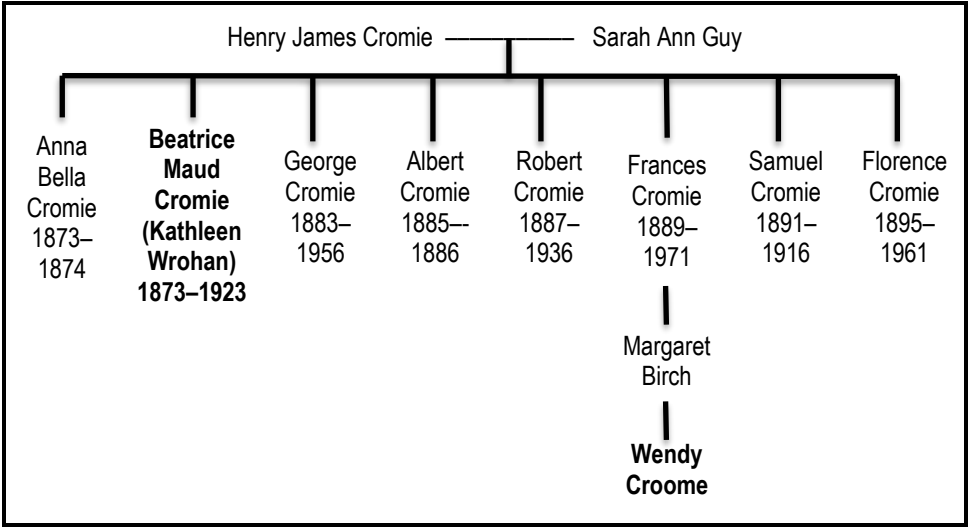 Henry James Cromie ——————— Sarah Ann Guy
Anna
Bella
Cromie
1873–
1874
Beatrice
Maud
Cromie
(Kathleen
Wrohan)
1873–1923
George
Cromie
1883–
1956
Albert
Cromie
1885–-
1886
Robert
Cromie
1887–
1936
Frances
Cromie
1889–
1971
Samuel
Cromie
1891–
1916
Florence
Cromie
1895–
1961
Margaret
Birch
Wendy
Croome